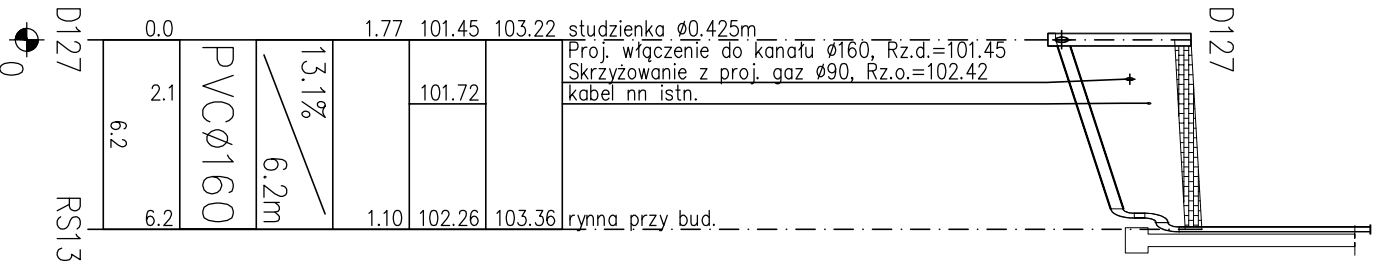 D127
0.0
1.77 101.45 103.22 studzienka ø0.425m
Proj. włączenie do kanału ø160, Rz.d.=101.45
Skrzyżowanie z proj. gaz ø90, Rz.o.=102.42
2.1
101.72
kabel nn istn.
6.2
PVCø160
13.1%
6.2m
0
RS13
6.2
1.10 102.26 103.36 rynna przy bud.
D127